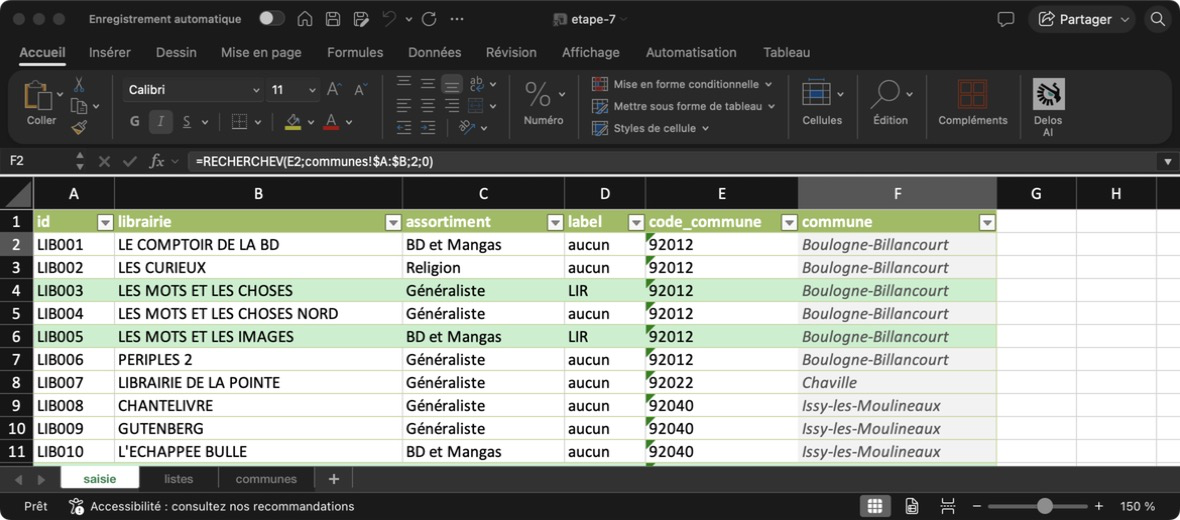 Enregistrement automatique etape-7 Partager
Accueil Insérer Dessin Mise en page Formules Données Révision Affichage Automatisation Tableau
Coller
Calibri 11
G I S
A A
ab
%
Numéro
Mise en forme conditionnelle
Mettre sous forme de tableau
Styles de cellule
Cellules
Édition
Compléments
Delos
AI
F2 fx =RECHERCHEV(E2;communes!$A:$B;2;0)
A B C D E F G H
1 id librairie assortiment label code_commune commune
2 LIB001 LE COMPTOIR DE LA BD BD et Mangas aucun 92012 Boulogne-Billancourt
3 LIB002 LES CURIEUX Religion aucun 92012 Boulogne-Billancourt
4 LIB003 LES MOTS ET LES CHOSES Généraliste LIR 92012 Boulogne-Billancourt
5 LIB004 LES MOTS ET LES CHOSES NORD Généraliste aucun 92012 Boulogne-Billancourt
6 LIB005 LES MOTS ET LES IMAGES BD et Mangas LIR 92012 Boulogne-Billancourt
7 LIB006 PERIPLES 2 Généraliste aucun 92012 Boulogne-Billancourt
8 LIB007 LIBRAIRIE DE LA POINTE Généraliste aucun 92022 Chaville
9 LIB008 CHANTELIVRE Généraliste aucun 92040 Issy-les-Moulineaux
10 LIB009 GUTENBERG Généraliste aucun 92040 Issy-les-Moulineaux
11 LIB010 L'ECHAPPEE BULLE BD et Mangas aucun 92040 Issy-les-Moulineaux
saisie listes communes +
Prêt Accessibilité : consultez nos recommandations − + 150 %